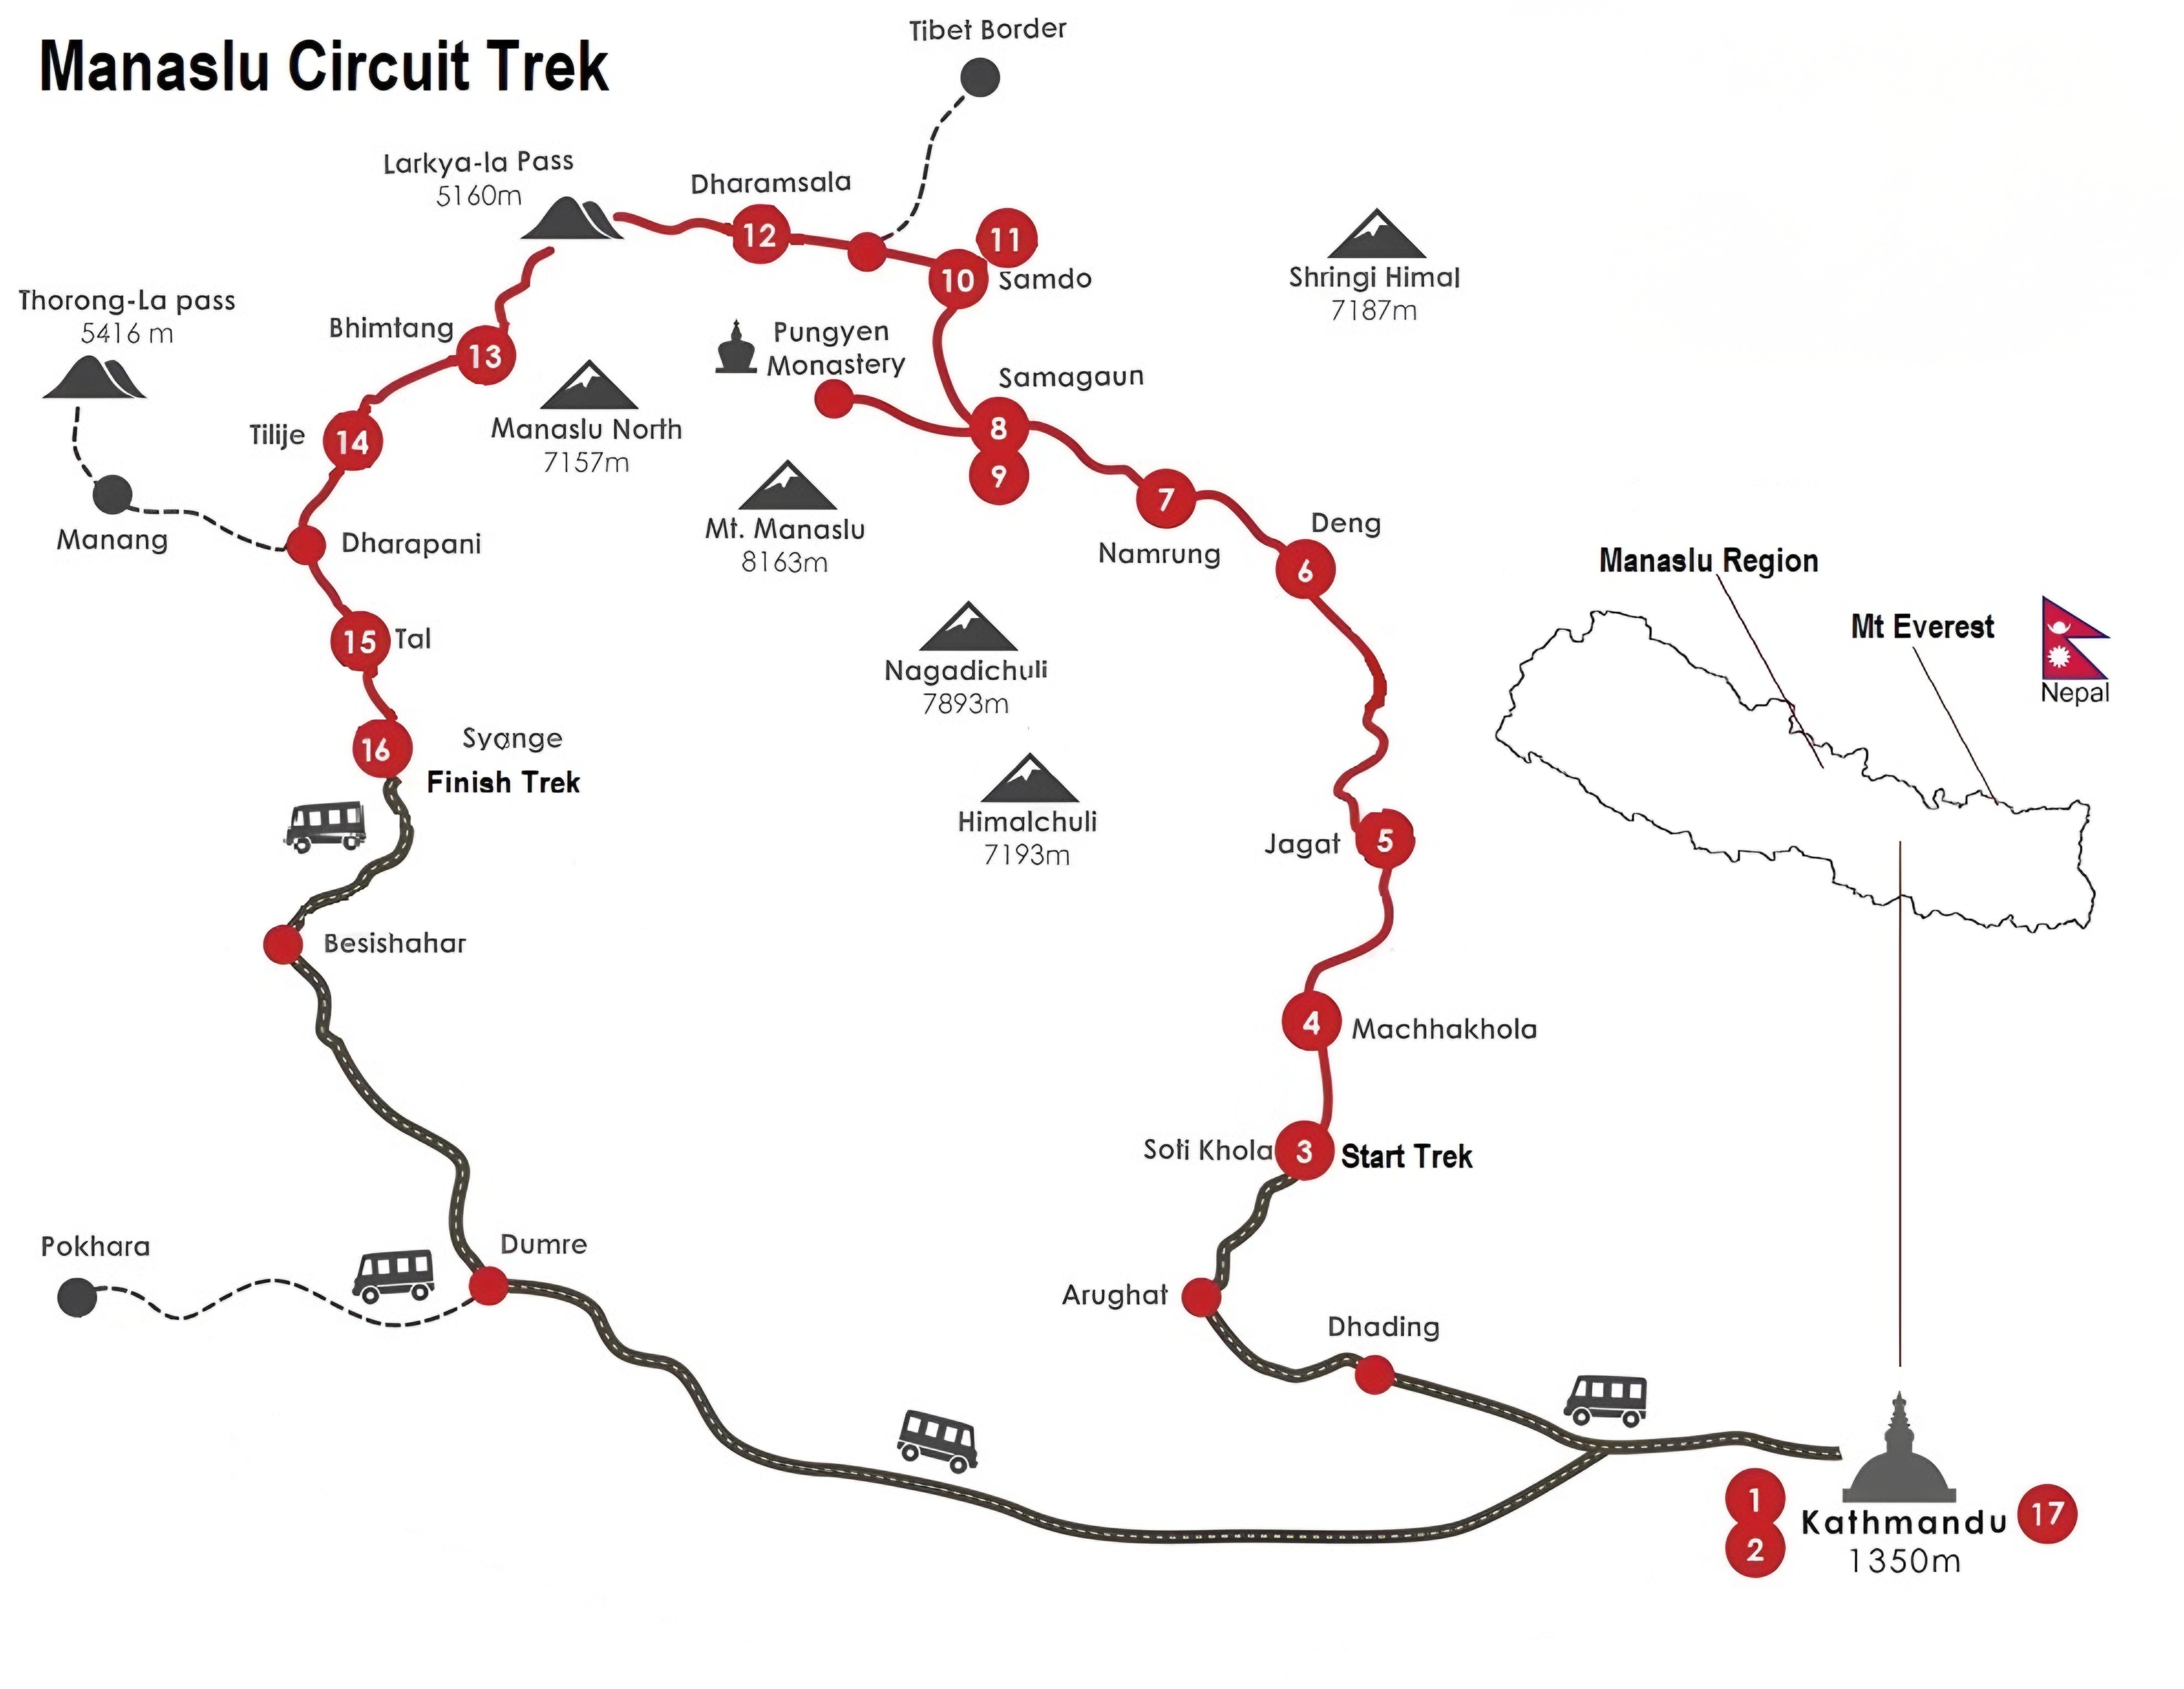 Manaslu Circuit Trek
Tibet Border
Larkya-la Pass
5160m
Dharamsala
12
11
10
Samdo
Shringi Himal
7187m
Thorong-La pass
5416 m
Bhimtang
13
Pungyen
Monastery
Samagaun
8
9
Manaslu North
7157m
Tilije
14
Mt. Manaslu
8163m
7
Namrung
Deng
6
Manang
Dharapani
Manaslu Region
Mt Everest
Nepal
15
Tal
Nagadichuli
7893m
16
Syange
Finish Trek
Himalchuli
7193m
Jagat
5
Besishahar
4
Machhakhola
Soti Khola
3
Start Trek
Pokhara
Dumre
Arughat
Dhading
1
2
Kathmandu
17
1350m